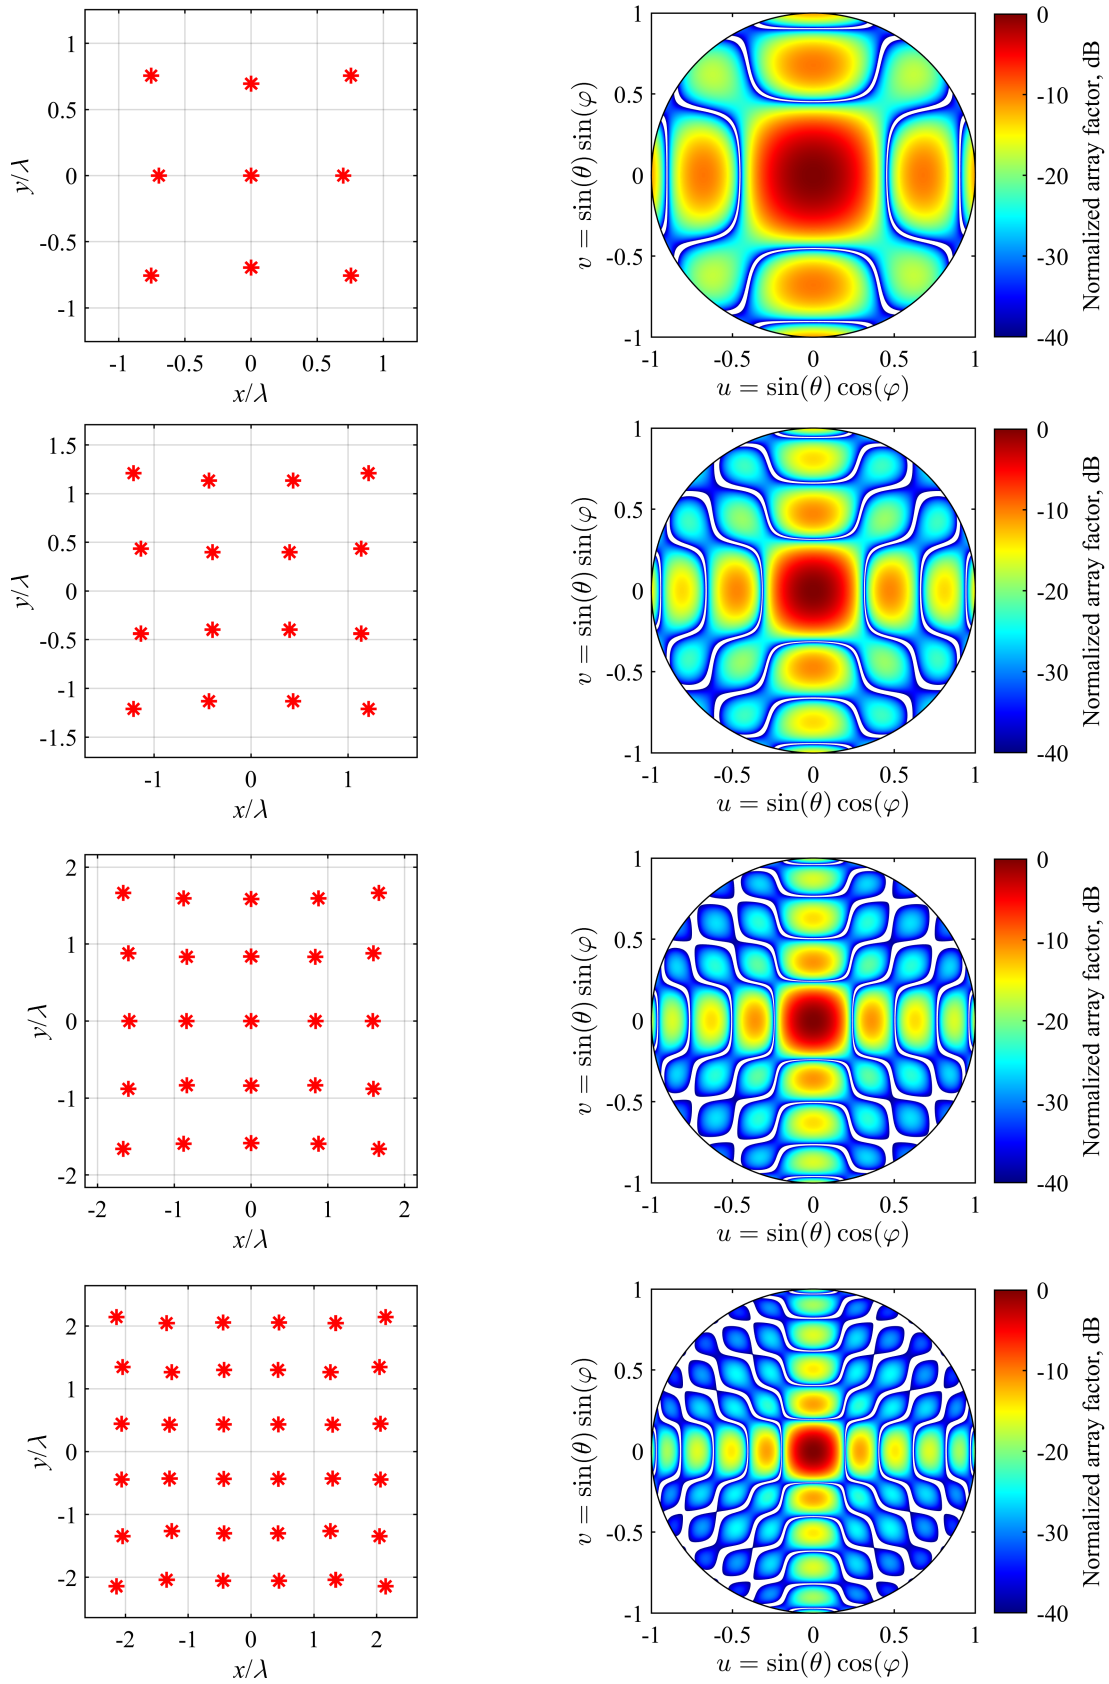 1
0.5
0
-0.5
-1
-1 -0.5 0 0.5 1
x/λ
y/λ
1
0.5
0
-0.5
-1
-1 -0.5 0 0.5 1
u = sin(θ) cos(φ)
v = sin(θ) sin(φ)
0
-10
-20
-30
-40
Normalized array factor, dB
1.5
1
0.5
0
-0.5
-1
-1.5
-1 0 1
x/λ
y/λ
1
0.5
0
-0.5
-1
-1 -0.5 0 0.5 1
u = sin(θ) cos(φ)
v = sin(θ) sin(φ)
0
-10
-20
-30
-40
Normalized array factor, dB
2
1
0
-1
-2
-2 -1 0 1 2
x/λ
y/λ
1
0.5
0
-0.5
-1
-1 -0.5 0 0.5 1
u = sin(θ) cos(φ)
v = sin(θ) sin(φ)
0
-10
-20
-30
-40
Normalized array factor, dB
2
1
0
-1
-2
-2 -1 0 1 2
x/λ
y/λ
1
0.5
0
-0.5
-1
-1 -0.5 0 0.5 1
u = sin(θ) cos(φ)
v = sin(θ) sin(φ)
0
-10
-20
-30
-40
Normalized array factor, dB